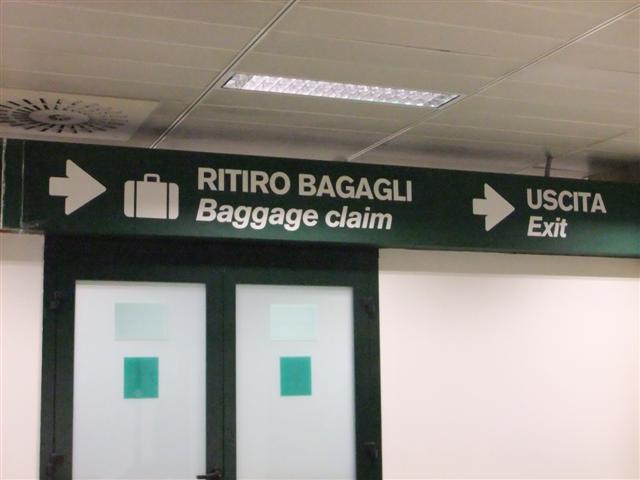 RITIRO BAGAGLI
Baggage claim
USCITA
Exit